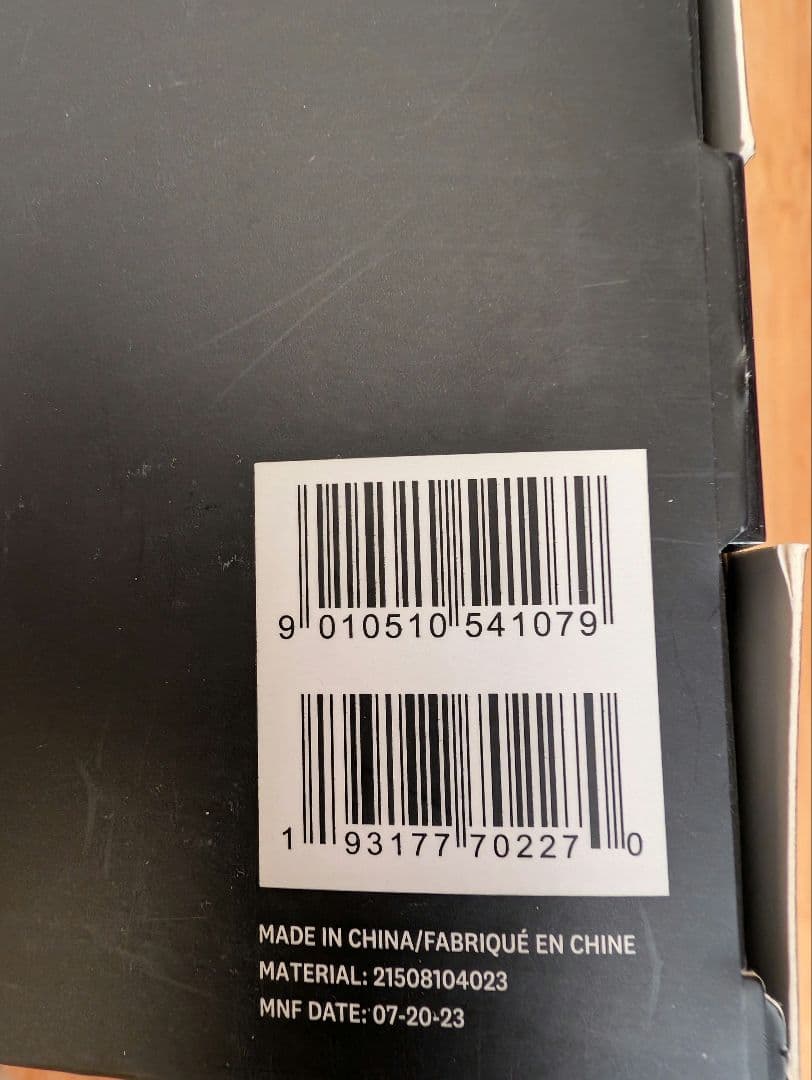 9 010510 541079
1 93177 70227 0
MADE IN CHINA/FABRIQUÉ EN CHINE
MATERIAL: 21508104023
MNF DATE: 07-20-23